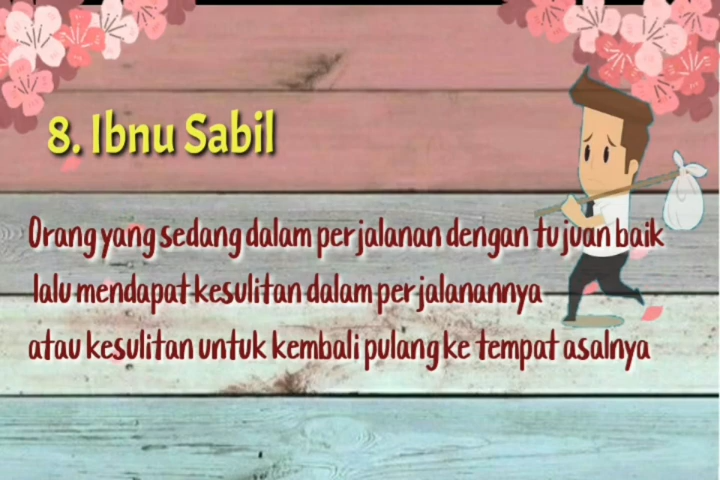 8. Ibnu Sabil
Orang yang sedang dalam perjalanan dengan tujuan baik
lalu mendapat kesulitan dalam perjalanannya
atau kesulitan untuk kembali pulang ke tempat asalnya